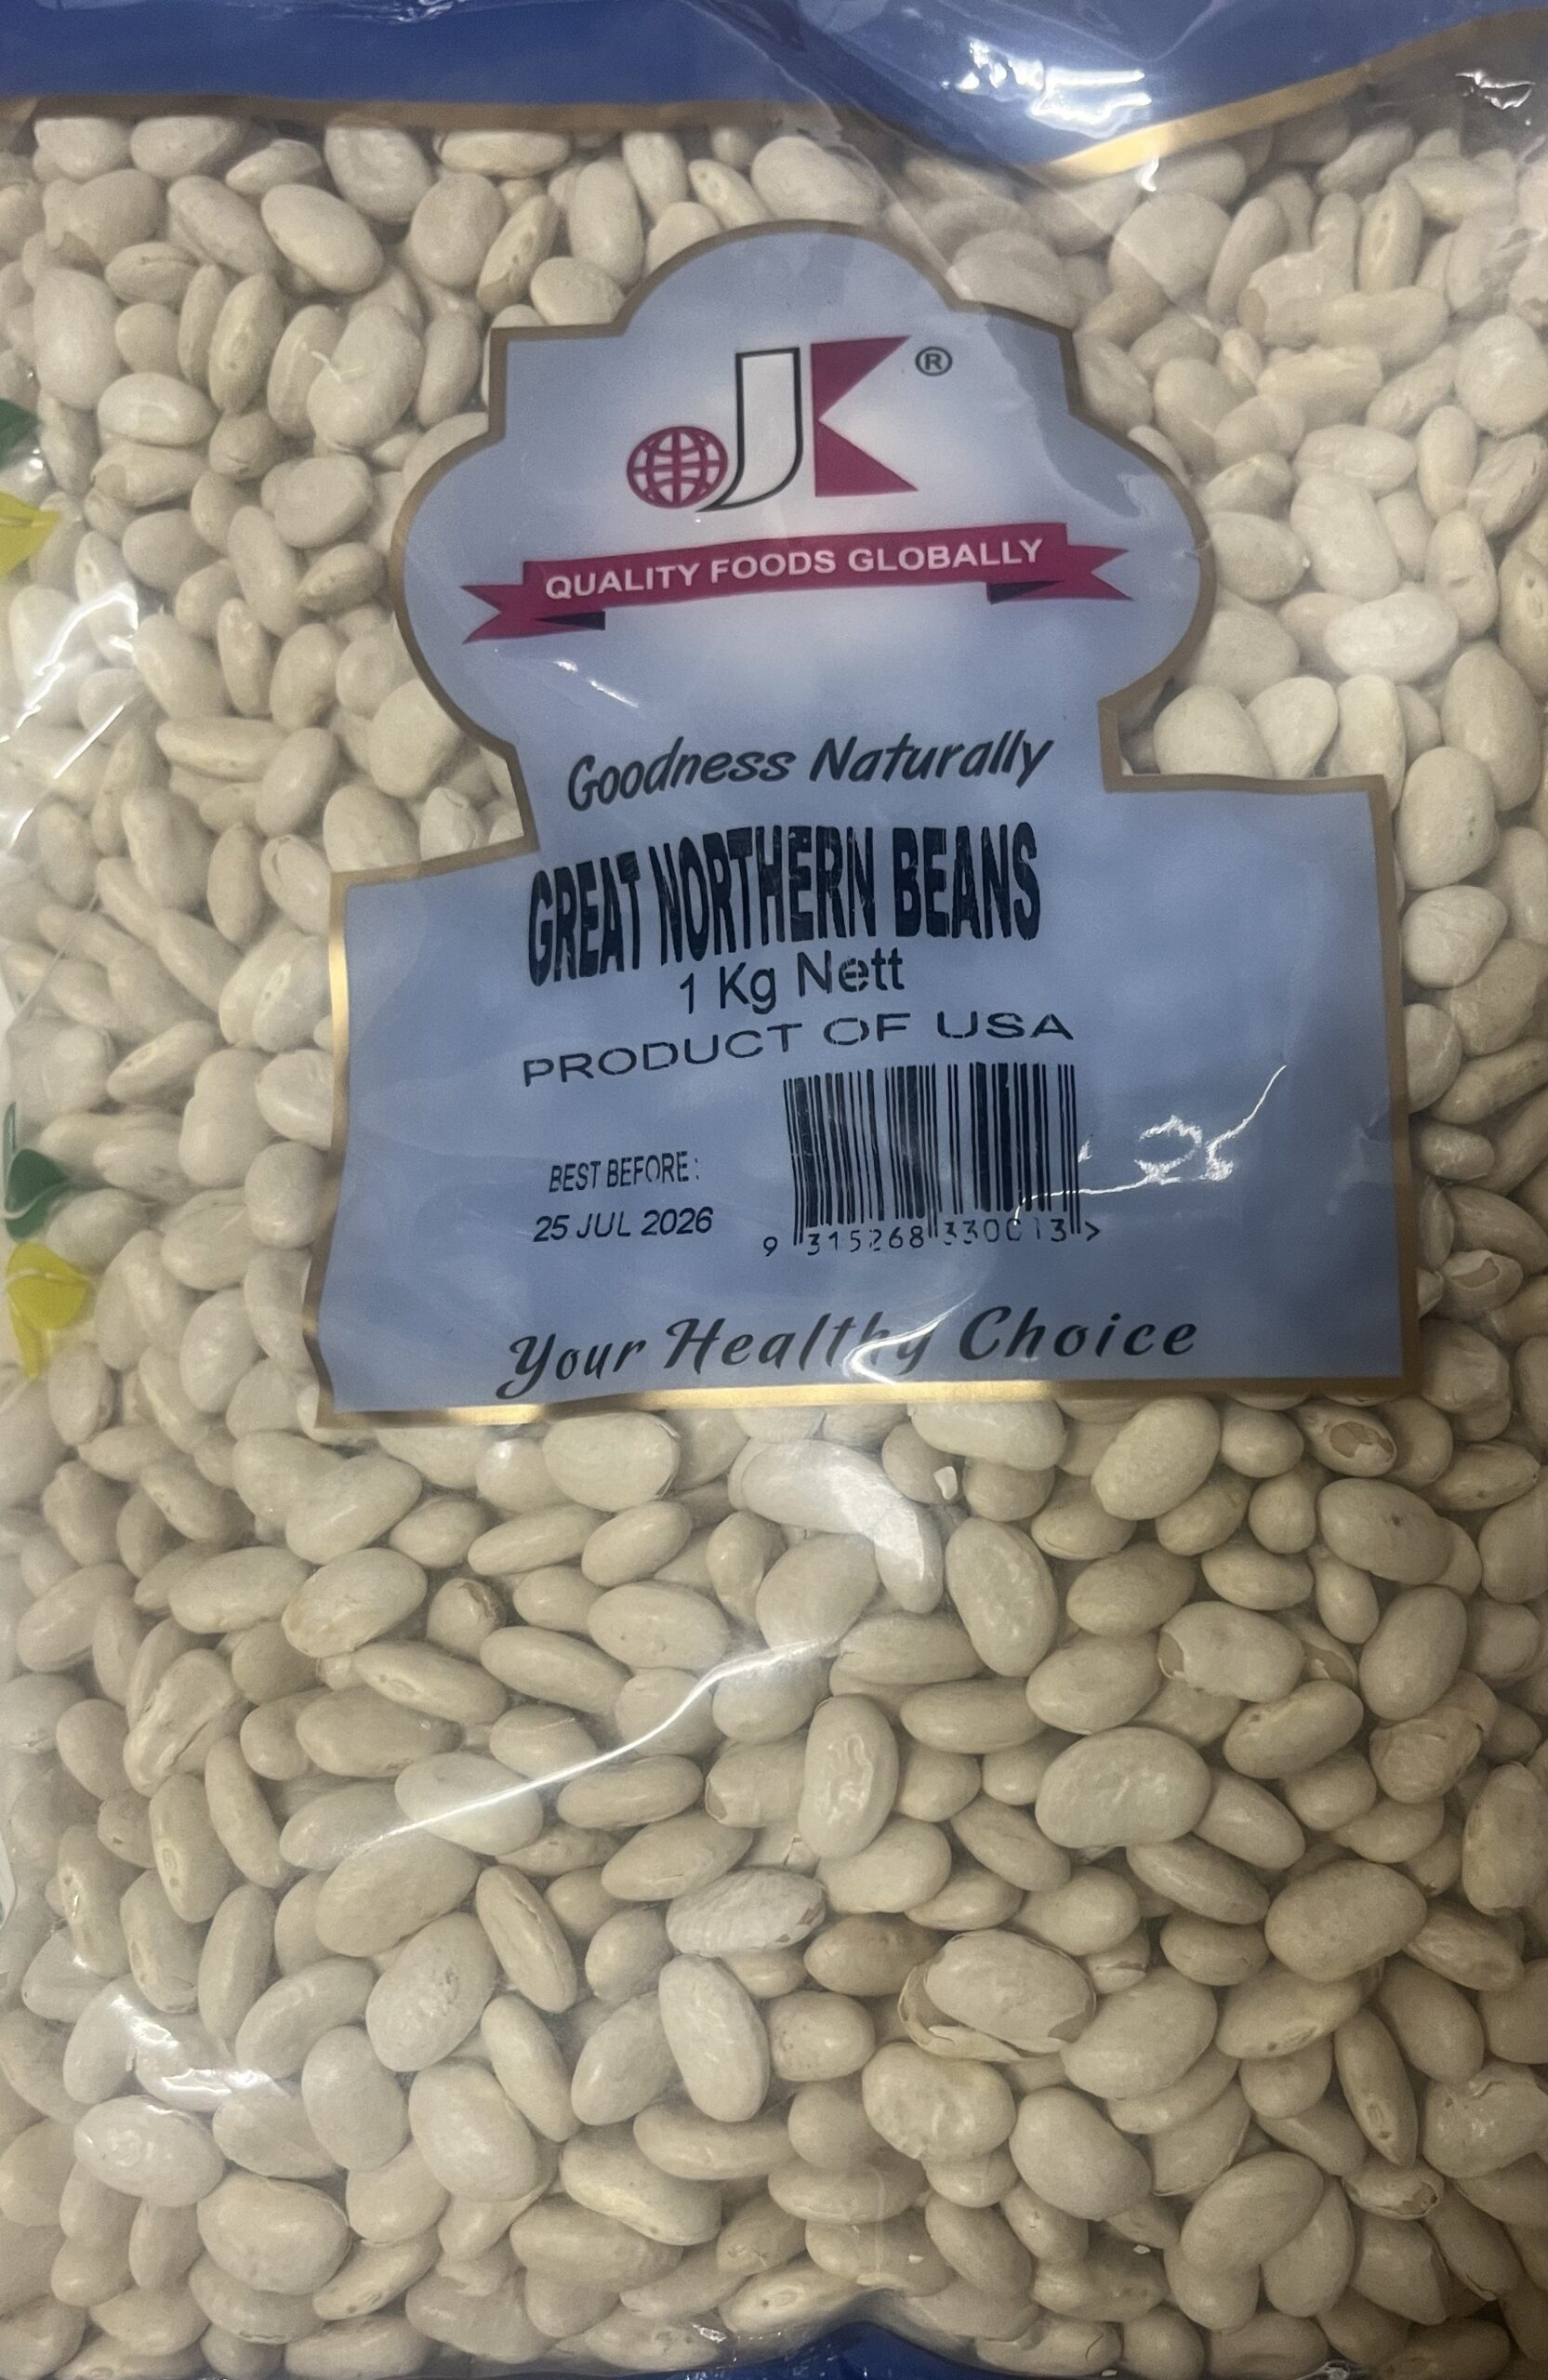 JK®
QUALITY FOODS GLOBALLY
Goodness Naturally
GREAT NORTHERN BEANS
1 Kg Nett
PRODUCT OF USA
BEST BEFORE :
25 JUL 2026
9 315268 330013 >
Your Healthy Choice